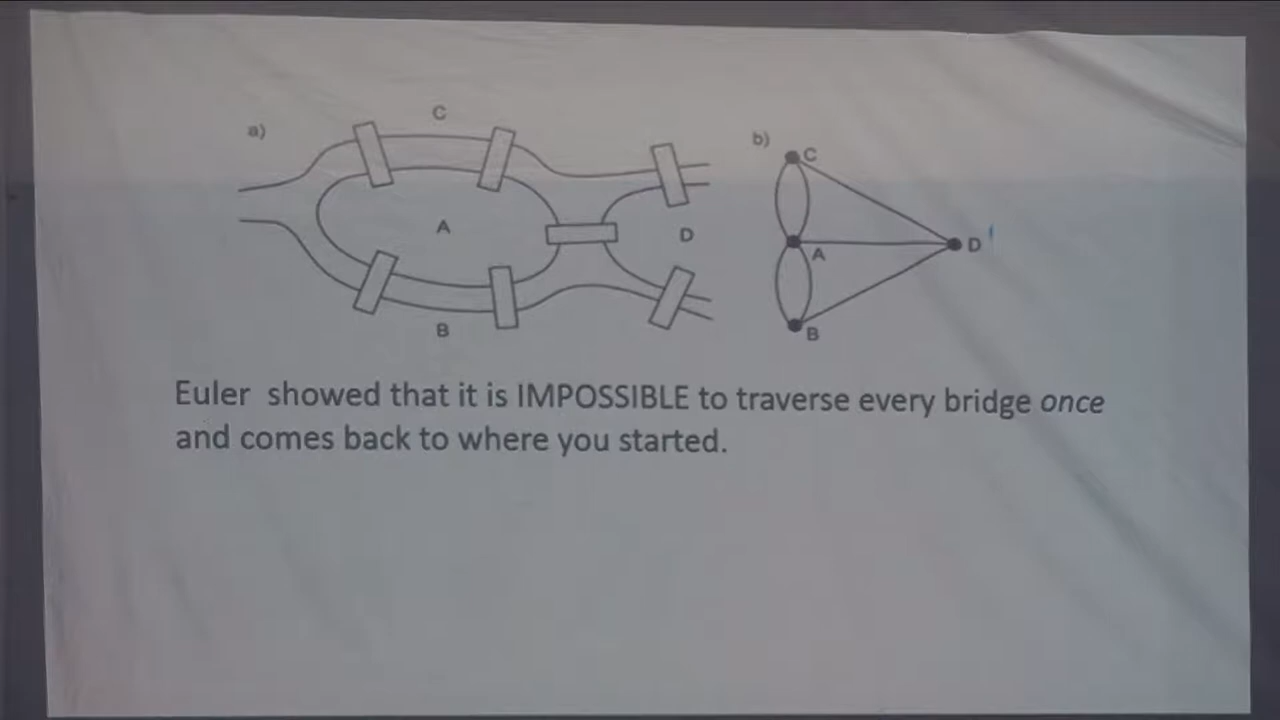 a)
C
A
B
D
b)
C
A
B
D
Euler showed that it is IMPOSSIBLE to traverse every bridge once
and comes back to where you started.